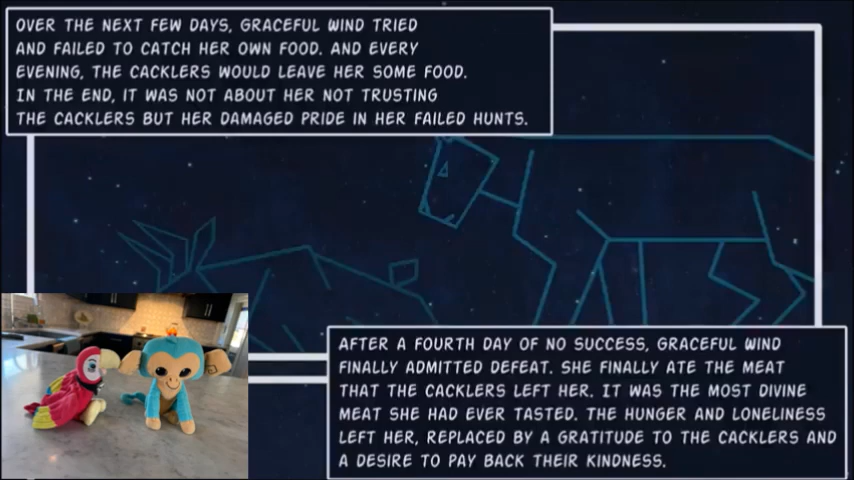 OVER THE NEXT FEW DAYS, GRACEFUL WIND TRIED
AND FAILED TO CATCH HER OWN FOOD. AND EVERY
EVENING, THE CACKLERS WOULD LEAVE HER SOME FOOD.
IN THE END, IT WAS NOT ABOUT HER NOT TRUSTING
THE CACKLERS BUT HER DAMAGED PRIDE IN HER FAILED HUNTS.
AFTER A FOURTH DAY OF NO SUCCESS, GRACEFUL WIND
FINALLY ADMITTED DEFEAT. SHE FINALLY ATE THE MEAT
THAT THE CACKLERS LEFT HER. IT WAS THE MOST DIVINE
MEAT SHE HAD EVER TASTED. THE HUNGER AND LONELINESS
LEFT HER, REPLACED BY A GRATITUDE TO THE CACKLERS AND
A DESIRE TO PAY BACK THEIR KINDNESS.